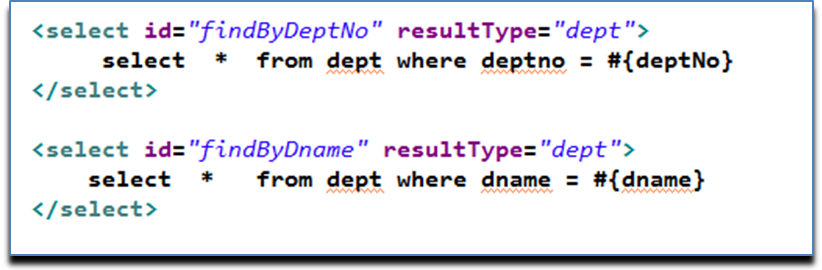 <select id="findByDeptNo" resultType="dept">
select * from dept where deptno = #{deptNo}
</select>
<select id="findByDname" resultType="dept">
select * from dept where dname = #{dname}
</select>